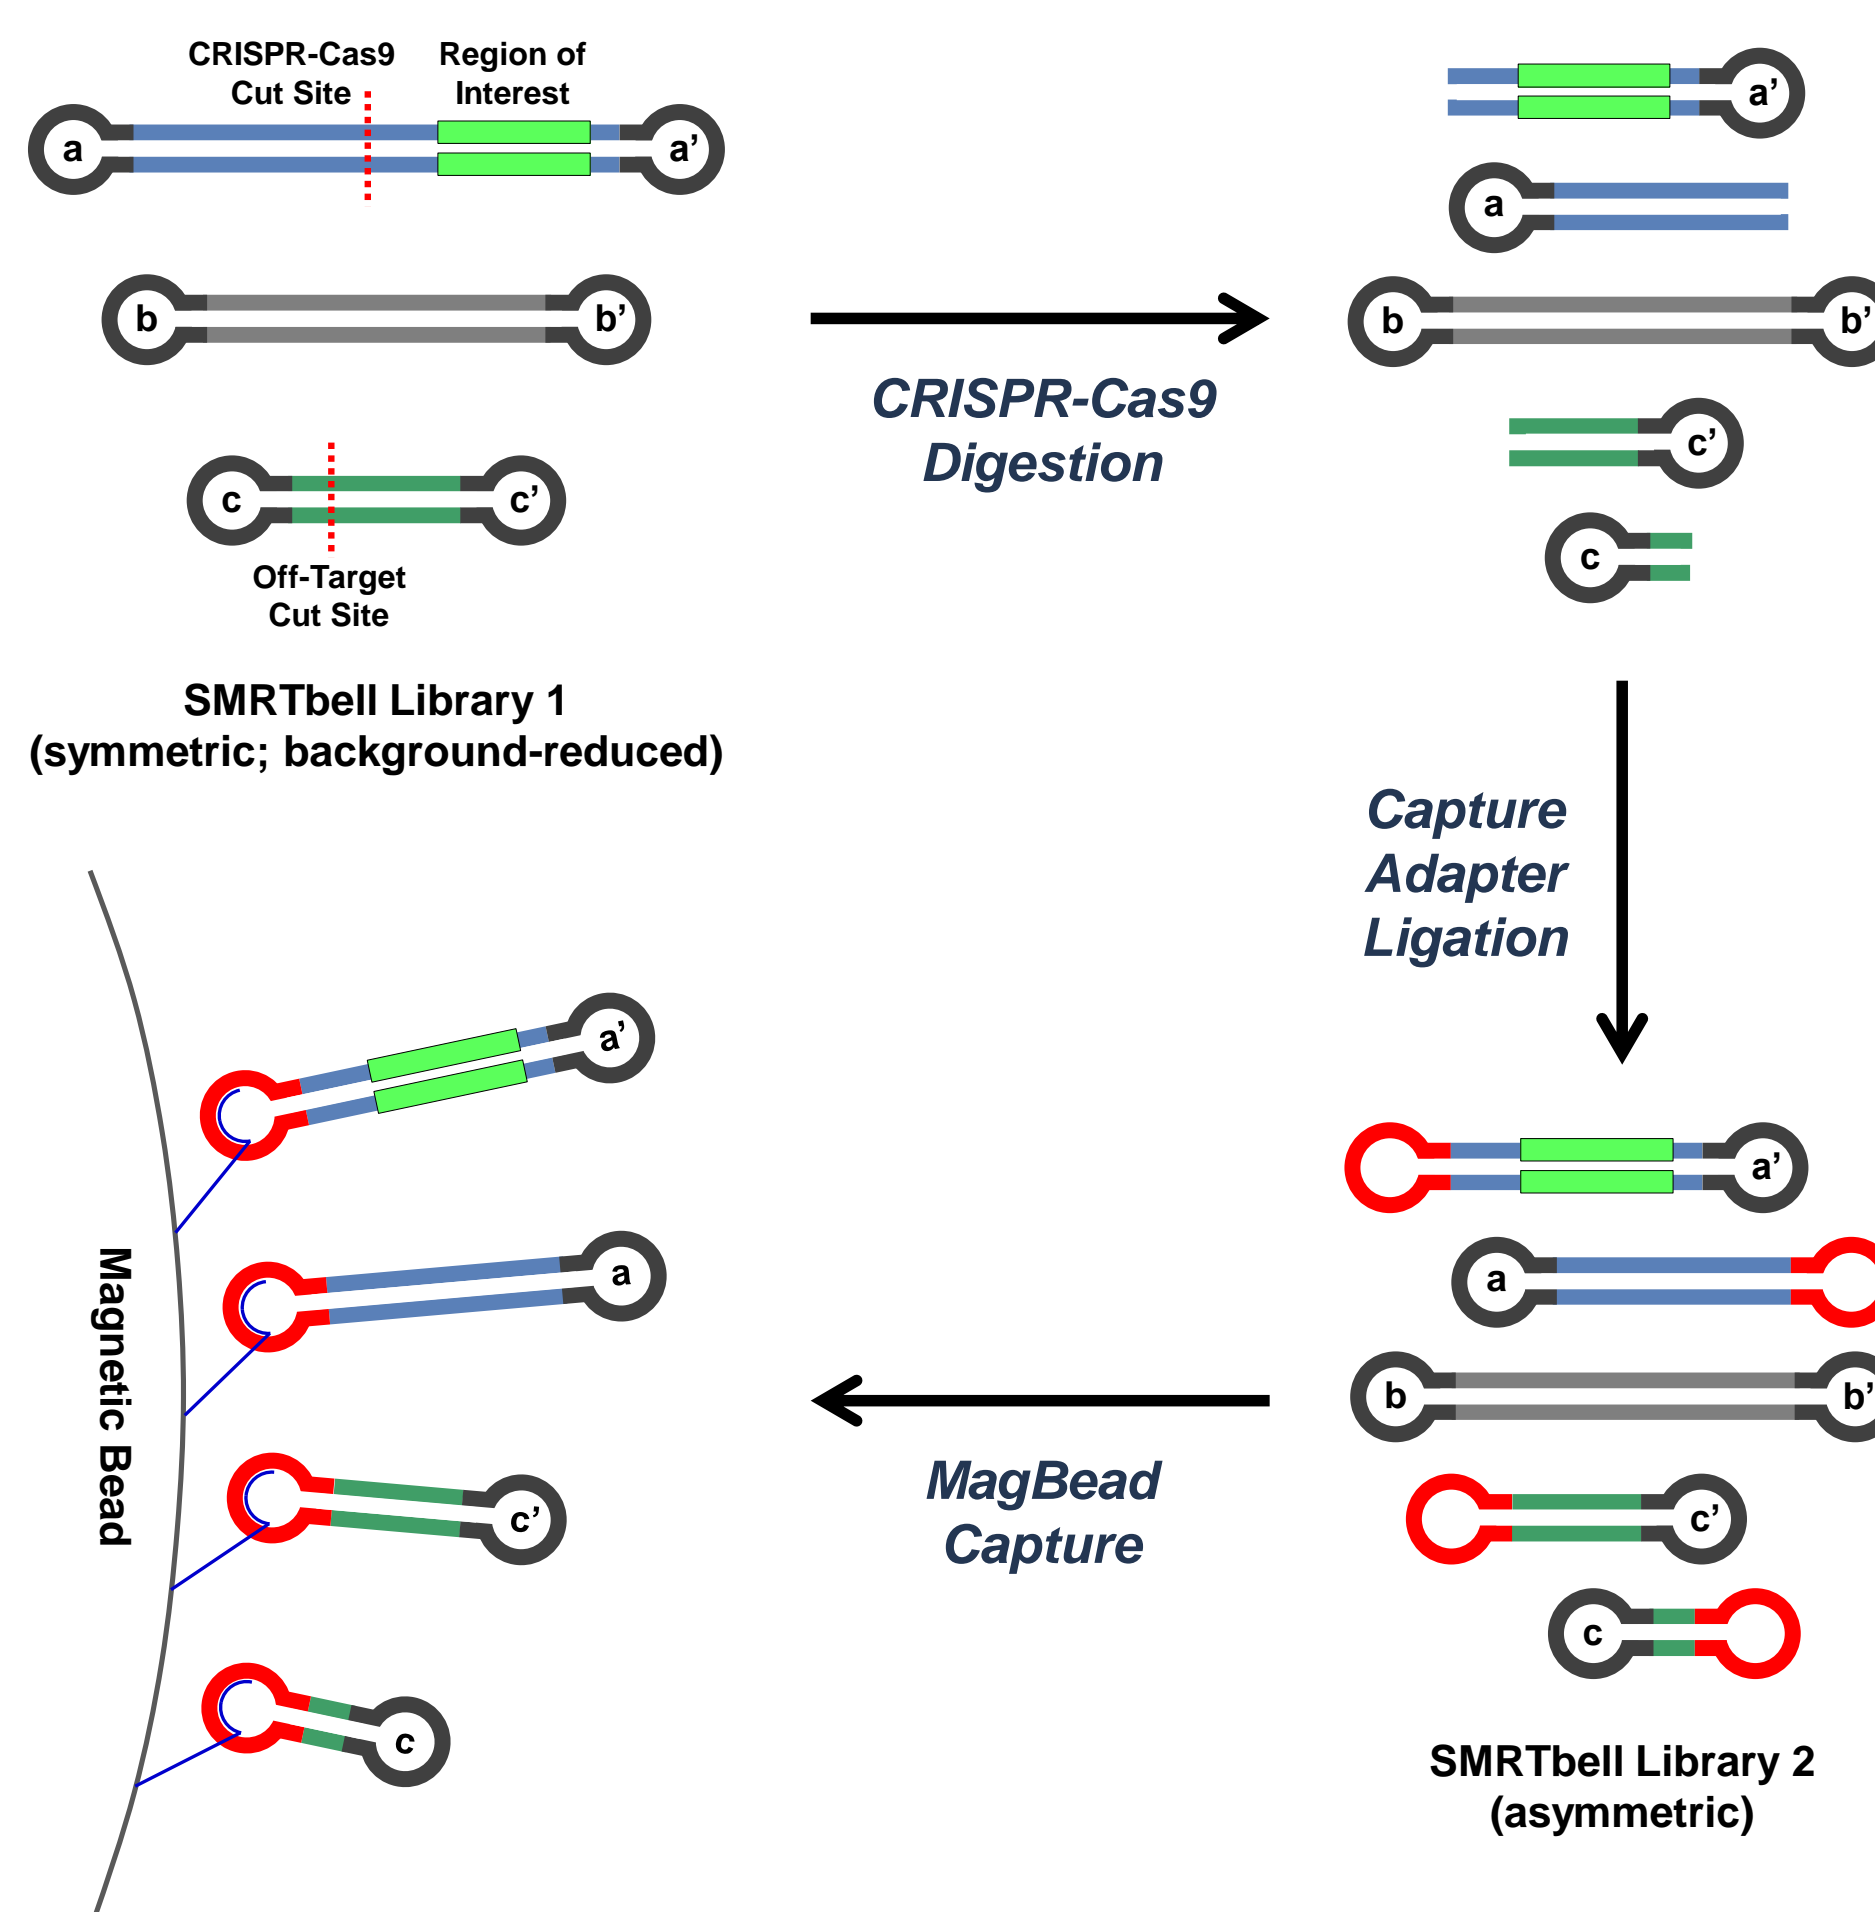 CRISPR-Cas9
Cut Site
Region of
Interest
a
a’
b
b’
c
c’
Off-Target
Cut Site
SMRTbell Library 1
(symmetric; background-reduced)
CRISPR-Cas9
Digestion
a’
a
b
b’
c’
c
Capture
Adapter
Ligation
a’
a
b
b’
c’
c
SMRTbell Library 2
(asymmetric)
MagBead
Capture
Magnetic Bead
a’
a
c’
c